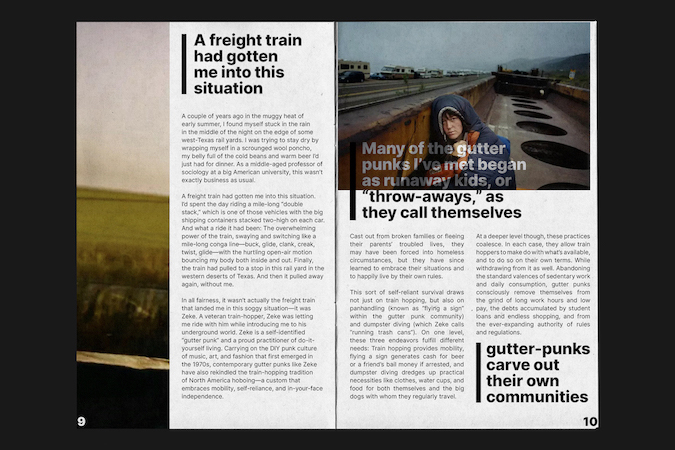 A freight train
had gotten
me into this
situation
A couple of years ago in the muggy heat of
early summer, I found myself stuck in the rain
in the middle of the night on the edge of some
west-Texas rail yards. I was trying to stay dry by
wrapping myself in a scrounged wool poncho,
my belly full of the cold beans and warm beer I'd
just had for dinner. As a middle-aged professor of
sociology at a big American university, this wasn't
exactly business as usual.
A freight train had gotten me into this situation.
I'd spent the day riding a mile-long "double
stack," which is one of those vehicles with the big
shipping containers stacked two-high on each car.
And what a ride it had been: The overwhelming
power of the train, swaying and switching like a
mile-long conga line—buck, glide, clank, creak,
twist, glide—with the hurtling open-air motion
bouncing my body both inside and out. Finally,
the train had pulled to a stop in this rail yard in the
western deserts of Texas. And then it pulled away
again, without me.
In all fairness, it wasn't actually the freight train
that landed me in this soggy situation—it was
Zeke. A veteran train-hopper, Zeke was letting
me ride with him while introducing me to his
underground world. Zeke is a self-identified
"gutter punk" and a proud practitioner of do-it-
yourself living. Carrying on the DIY punk culture
of music, art, and fashion that first emerged in
the 1970s, contemporary gutter punks like Zeke
have also rekindled the train-hopping tradition
of North America hoboing—a custom that
embraces mobility, self-reliance, and in-your-face
independence.
9
Many of the gutter
punks I've met began
as runaway kids, or
"throw-aways," as
they call themselves
Cast out from broken families or fleeing
their parents' troubled lives, they
may have been forced into homeless
circumstances, but they have since
learned to embrace their situations and
to happily live by their own rules.
This sort of self-reliant survival draws
not just on train hopping, but also on
panhandling (known as "flying a sign"
within the gutter punk community)
and dumpster diving (which Zeke calls
"running trash cans"). On one level,
these three endeavors fulfill different
needs: Train hopping provides mobility,
flying a sign generates cash for beer
or a friend's bail money if arrested, and
dumpster diving dredges up practical
necessities like clothes, water cups, and
food for both themselves and the big
dogs with whom they regularly travel.
At a deeper level though, these practices
coalesce. In each case, they allow train
hoppers to make do with what's available,
and to do so on their own terms. While
withdrawing from it as well. Abandoning
the standard valences of sedentary work
and daily consumption, gutter punks
consciously remove themselves from
the grind of long work hours and low
pay, the debts accumulated by student
loans and endless shopping, and from
the ever-expanding authority of rules
and regulations.
gutter-punks
carve out
their own
communities
10